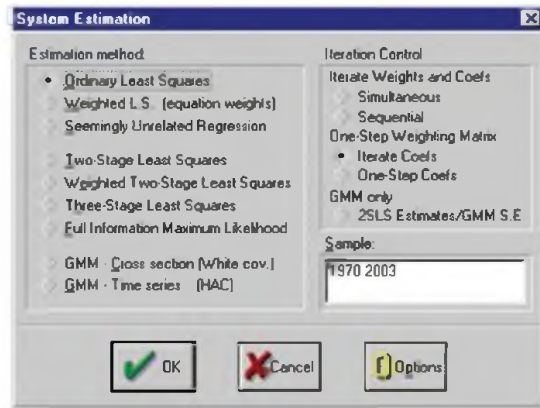 System Estimation
Estimation method:
Ordinary Least Squares
Weighted L.S. (equation weights)
Seemingly Unrelated Regression
Two-Stage Least Squares
Weighted Two-Stage Least Squares
Three-Stage Least Squares
Full Information Maximum Likelihood
GMM - Cross section (White cov.)
GMM - Time series (HAC)
Iteration Control
Iterate Weights and Coefs
Simultaneous
Sequential
One-Step Weighting Matrix
Iterate Coefs
One-Step Coefs
GMM only
2SLS Estimates/GMM S.E
Sample:
1970 2003
OK
Cancel
Options